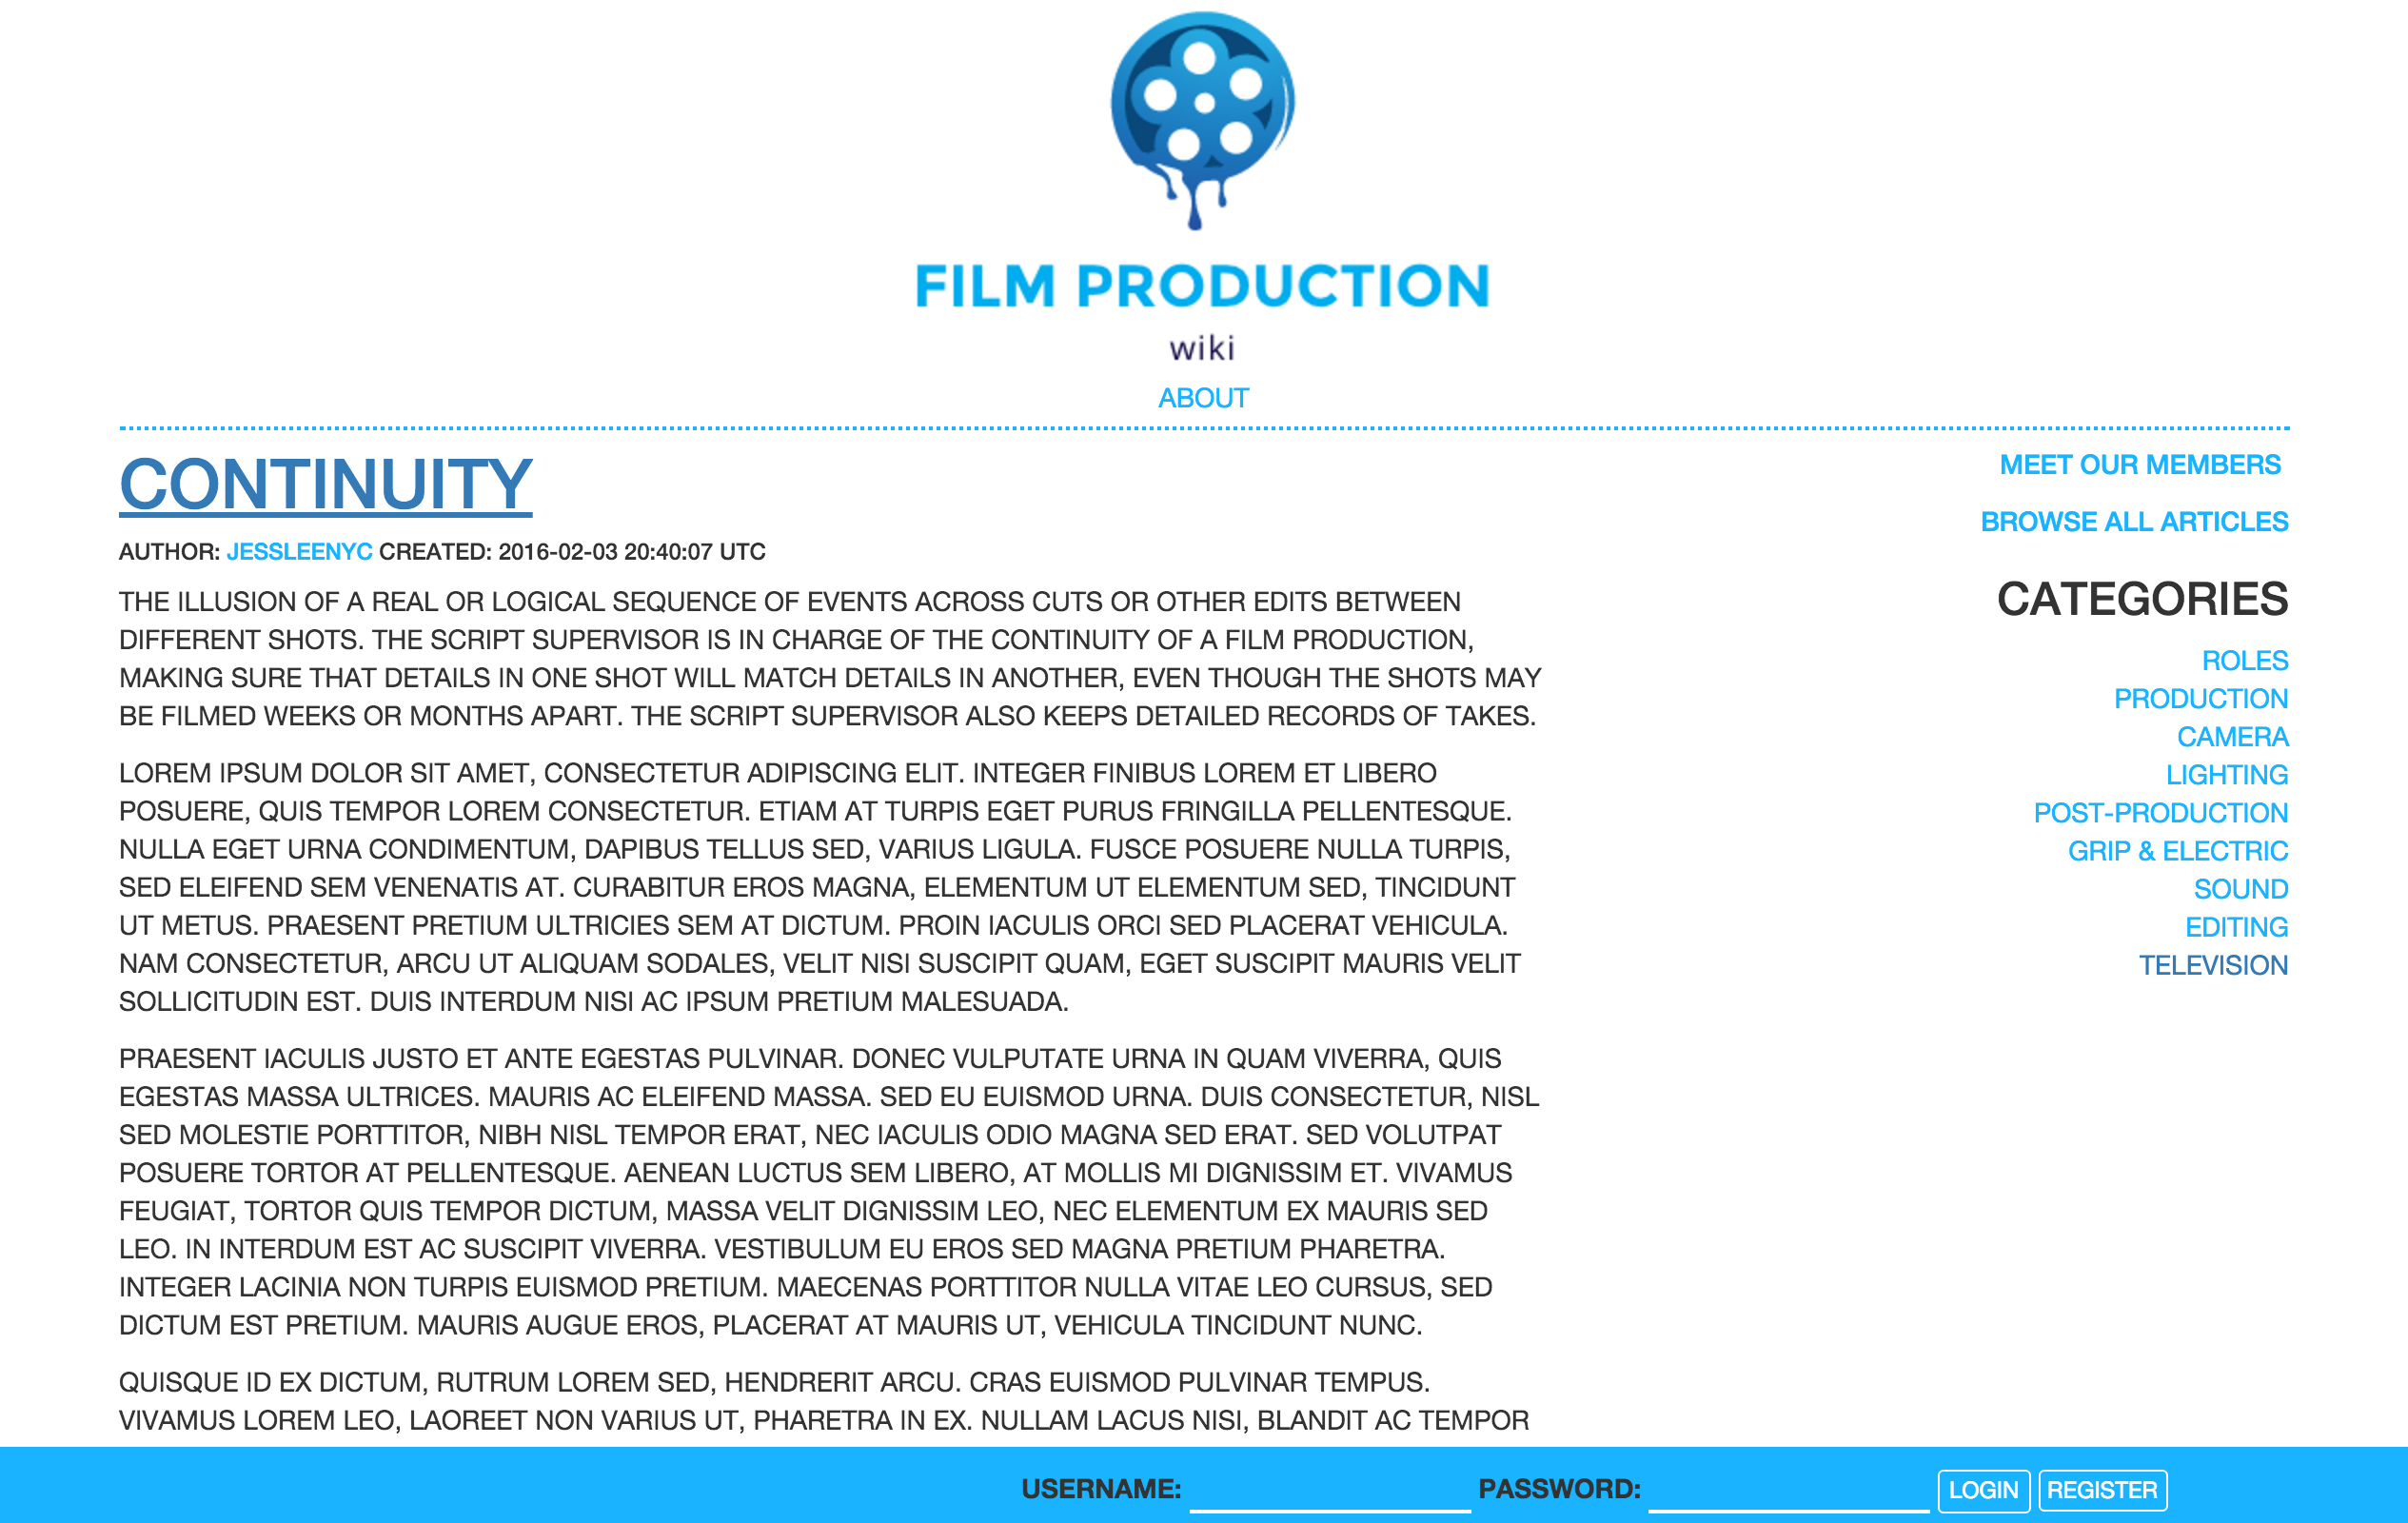 FILM PRODUCTION
wiki
ABOUT
CONTINUITY
AUTHOR: JESSLEENYC CREATED: 2016-02-03 20:40:07 UTC
THE ILLUSION OF A REAL OR LOGICAL SEQUENCE OF EVENTS ACROSS CUTS OR OTHER EDITS BETWEEN
DIFFERENT SHOTS. THE SCRIPT SUPERVISOR IS IN CHARGE OF THE CONTINUITY OF A FILM PRODUCTION,
MAKING SURE THAT DETAILS IN ONE SHOT WILL MATCH DETAILS IN ANOTHER, EVEN THOUGH THE SHOTS MAY
BE FILMED WEEKS OR MONTHS APART. THE SCRIPT SUPERVISOR ALSO KEEPS DETAILED RECORDS OF TAKES.
LOREM IPSUM DOLOR SIT AMET, CONSECTETUR ADIPISCING ELIT. INTEGER FINIBUS LOREM ET LIBERO
POSUERE, QUIS TEMPOR LOREM CONSECTETUR. ETIAM AT TURPIS EGET PURUS FRINGILLA PELLENTESQUE.
NULLA EGET URNA CONDIMENTUM, DAPIBUS TELLUS SED, VARIUS LIGULA. FUSCE POSUERE NULLA TURPIS,
SED ELEIFEND SEM VENENATIS AT. CURABITUR EROS MAGNA, ELEMENTUM UT ELEMENTUM SED, TINCIDUNT
UT METUS. PRAESENT PRETIUM ULTRICIES SEM AT DICTUM. PROIN IACULIS ORCI SED PLACERAT VEHICULA.
NAM CONSECTETUR, ARCU UT ALIQUAM SODALES, VELIT NISI SUSCIPIT QUAM, EGET SUSCIPIT MAURIS VELIT
SOLLICITUDIN EST. DUIS INTERDUM NISI AC IPSUM PRETIUM MALESUADA.
PRAESENT IACULIS JUSTO ET ANTE EGESTAS PULVINAR. DONEC VULPUTATE URNA IN QUAM VIVERRA, QUIS
EGESTAS MASSA ULTRICES. MAURIS AC ELEIFEND MASSA. SED EU EUISMOD URNA. DUIS CONSECTETUR, NISL
SED MOLESTIE PORTTITOR, NIBH NISL TEMPOR ERAT, NEC IACULIS ODIO MAGNA SED ERAT. SED VOLUTPAT
POSUERE TORTOR AT PELLENTESQUE. AENEAN LUCTUS SEM LIBERO, AT MOLLIS MI DIGNISSIM ET. VIVAMUS
FEUGIAT, TORTOR QUIS TEMPOR DICTUM, MASSA VELIT DIGNISSIM LEO, NEC ELEMENTUM EX MAURIS SED
LEO. IN INTERDUM EST AC SUSCIPIT VIVERRA. VESTIBULUM EU EROS SED MAGNA PRETIUM PHARETRA.
INTEGER LACINIA NON TURPIS EUISMOD PRETIUM. MAECENAS PORTTITOR NULLA VITAE LEO CURSUS, SED
DICTUM EST PRETIUM. MAURIS AUGUE EROS, PLACERAT AT MAURIS UT, VEHICULA TINCIDUNT NUNC.
QUISQUE ID EX DICTUM, RUTRUM LOREM SED, HENDRERIT ARCU. CRAS EUISMOD PULVINAR TEMPUS.
VIVAMUS LOREM LEO, LAOREET NON VARIUS UT, PHARETRA IN EX. NULLAM LACUS NISI, BLANDIT AC TEMPOR
MEET OUR MEMBERS
BROWSE ALL ARTICLES
CATEGORIES
ROLES
PRODUCTION
CAMERA
LIGHTING
POST-PRODUCTION
GRIP & ELECTRIC
SOUND
EDITING
TELEVISION
USERNAME: PASSWORD: LOGIN REGISTER